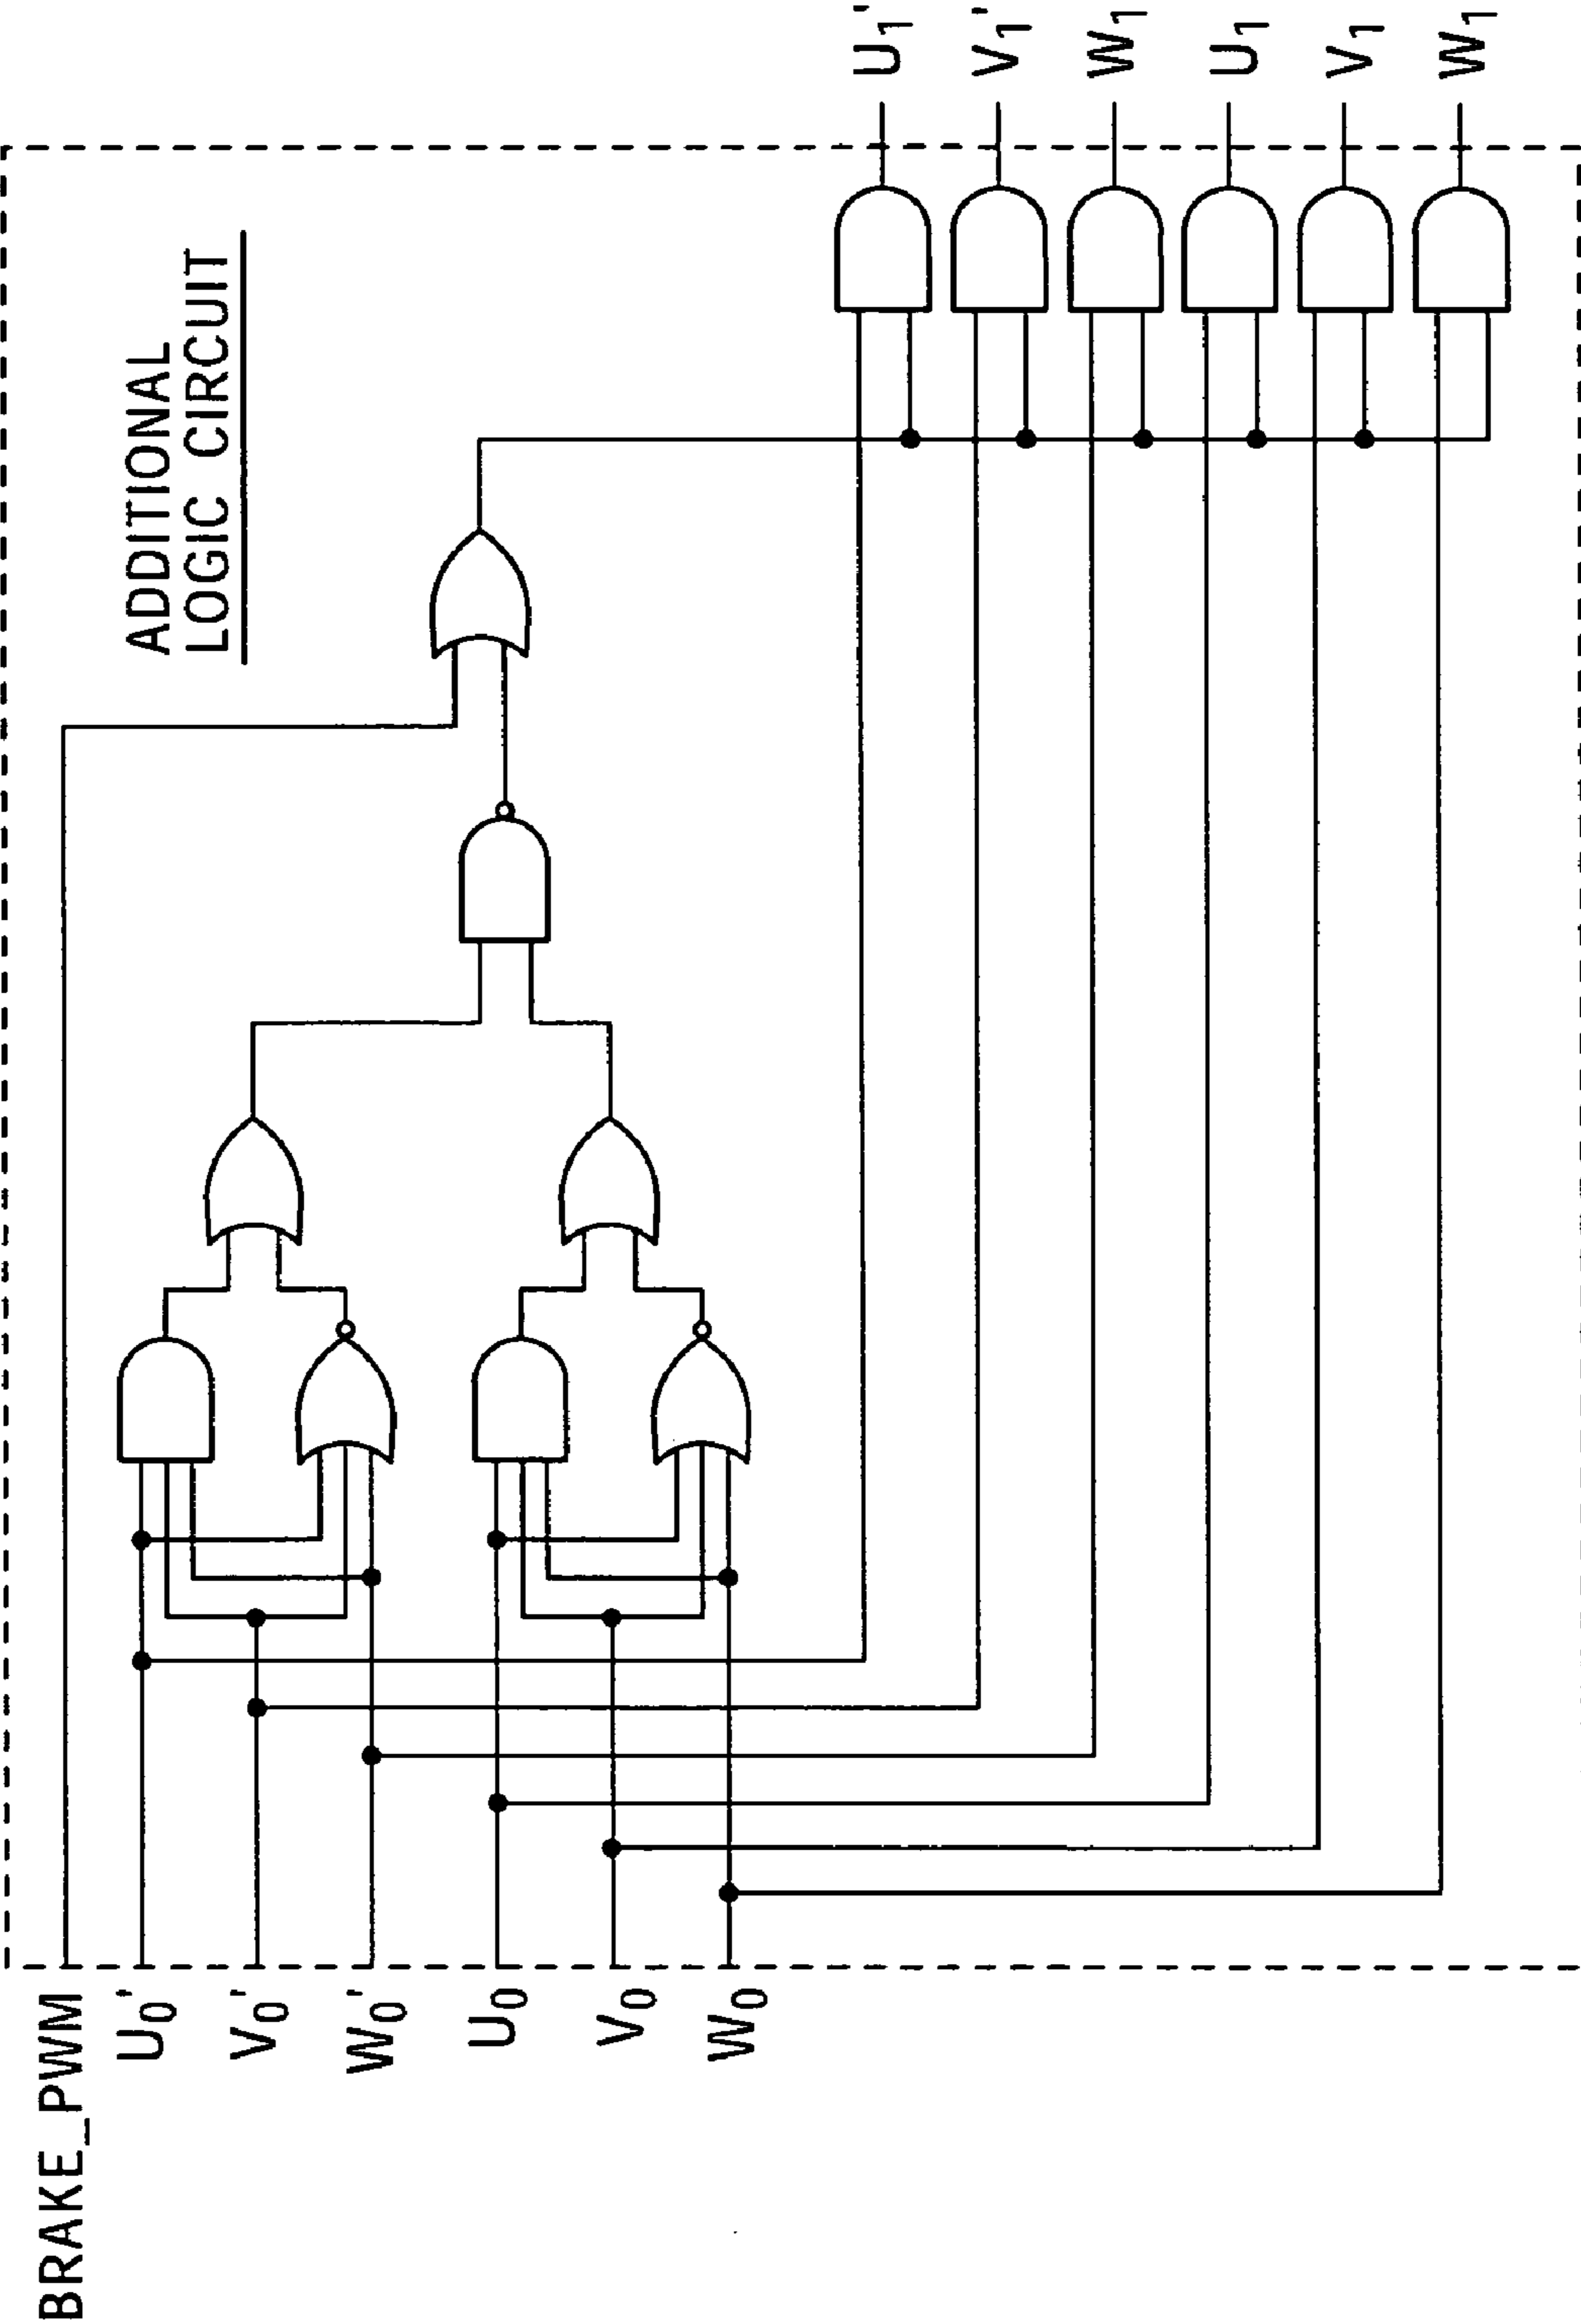 ADDITIONAL
LOGIC CIRCUIT
BRAKE_PWM
U0'
V0'
W0'
U0
V0
W0
U1'
V1'
W1'
U1
V1
W1